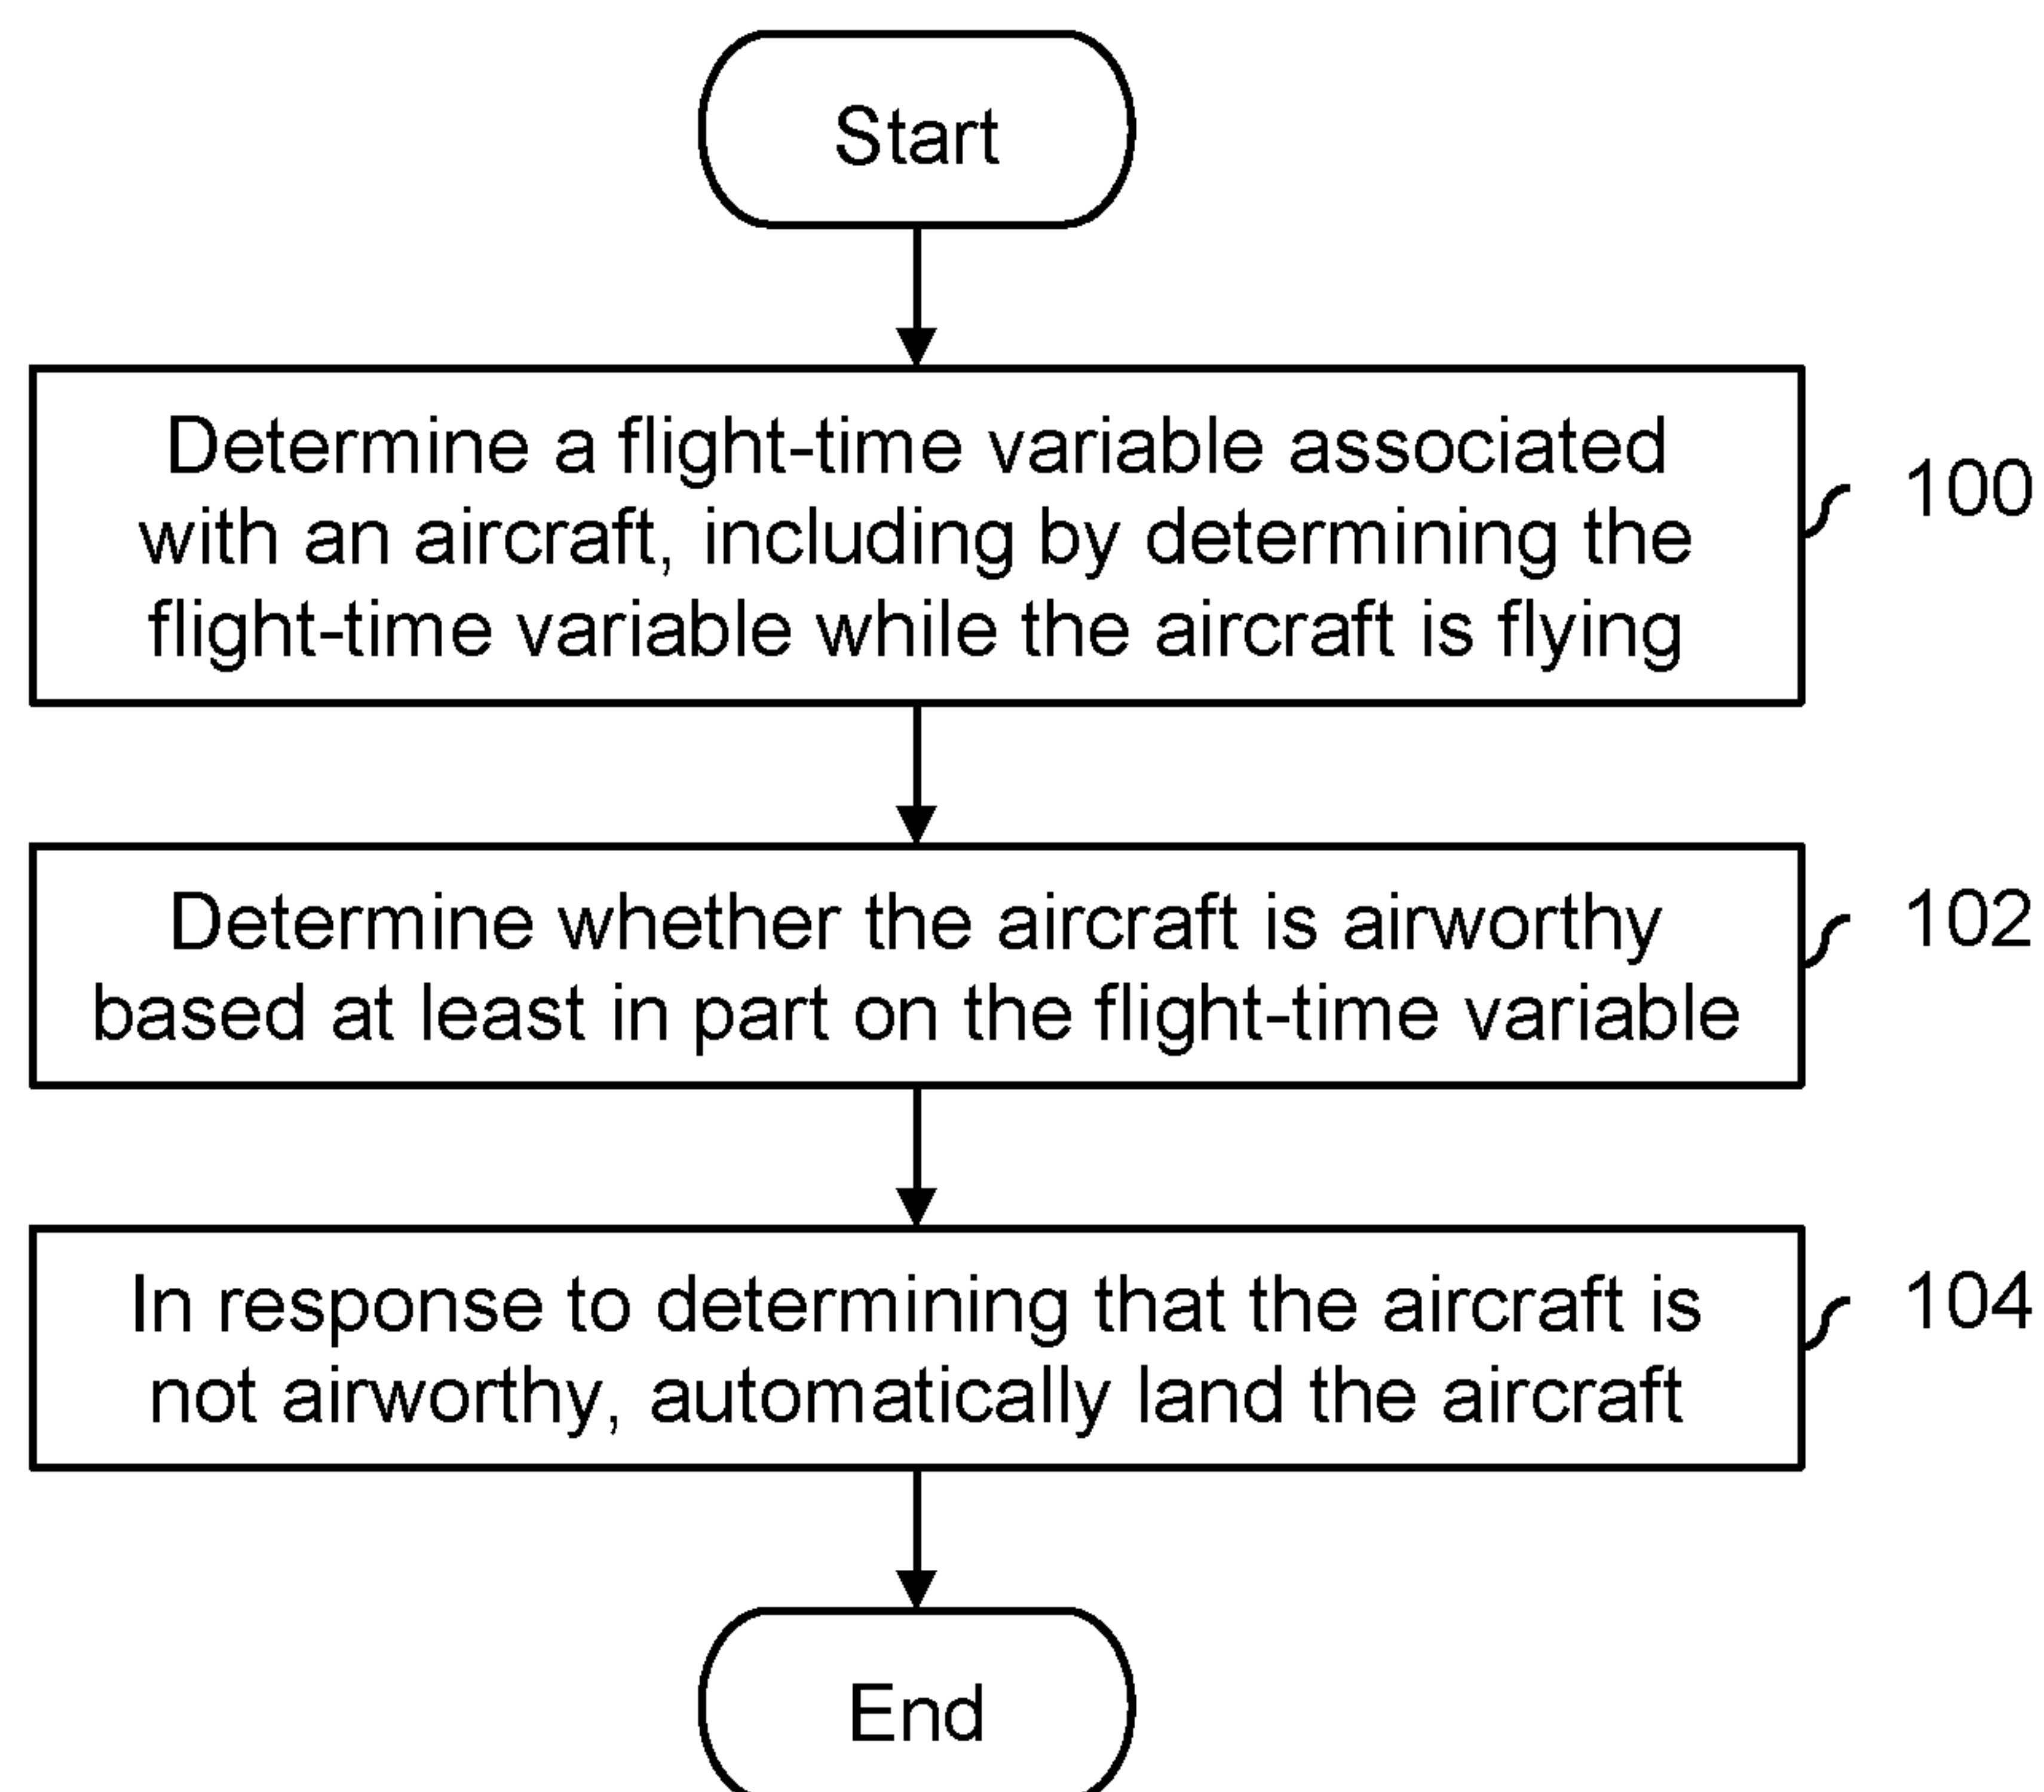 Start
Determine a flight-time variable associated
with an aircraft, including by determining the
flight-time variable while the aircraft is flying
100
Determine whether the aircraft is airworthy
based at least in part on the flight-time variable
102
In response to determining that the aircraft is
not airworthy, automatically land the aircraft
104
End